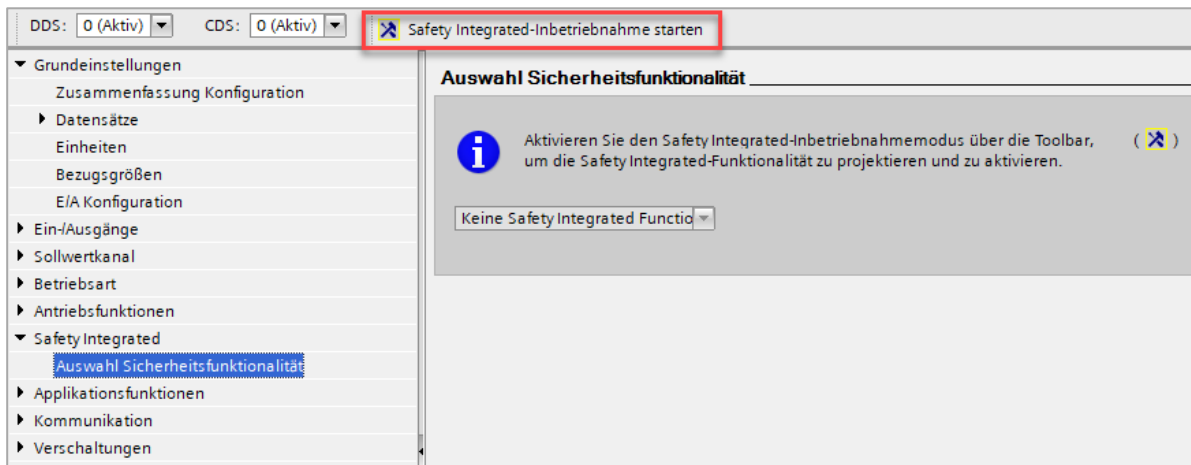 DDS: 0 (Aktiv) CDS: 0 (Aktiv) Safety Integrated-Inbetriebnahme starten
Grundeinstellungen
Zusammenfassung Konfiguration
Datensätze
Einheiten
Bezugsgrößen
E/A Konfiguration
Ein-/Ausgänge
Sollwertkanal
Betriebsart
Antriebsfunktionen
Safety Integrated
Auswahl Sicherheitsfunktionalität
Applikationsfunktionen
Kommunikation
Verschaltungen
Auswahl Sicherheitsfunktionalität
Aktivieren Sie den Safety Integrated-Inbetriebnahmemodus über die Toolbar, ( )
um die Safety Integrated-Funktionalität zu projektieren und zu aktivieren.
Keine Safety Integrated Functio